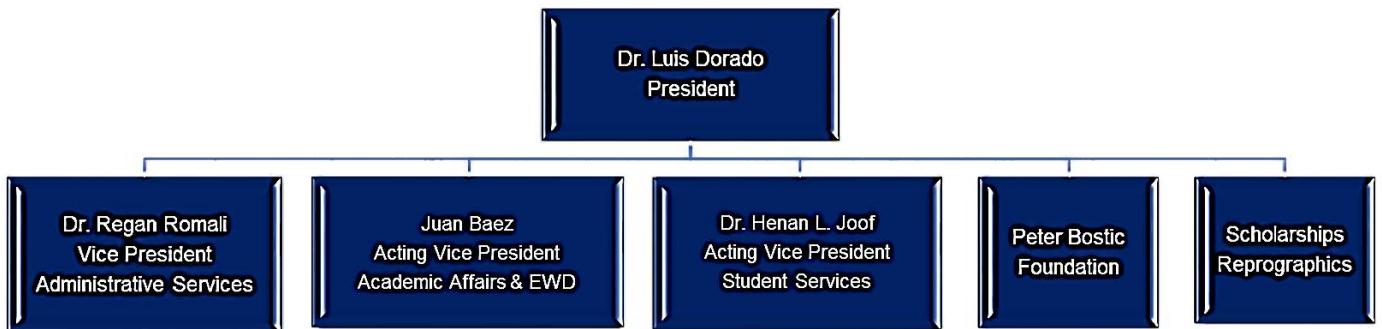 Dr. Luis Dorado
President
Dr. Regan Romali
Vice President
Administrative Services
Juan Baez
Acting Vice President
Academic Affairs & EWD
Dr. Henan L. Joof
Acting Vice President
Student Services
Peter Bostic
Foundation
Scholarships
Reprographics